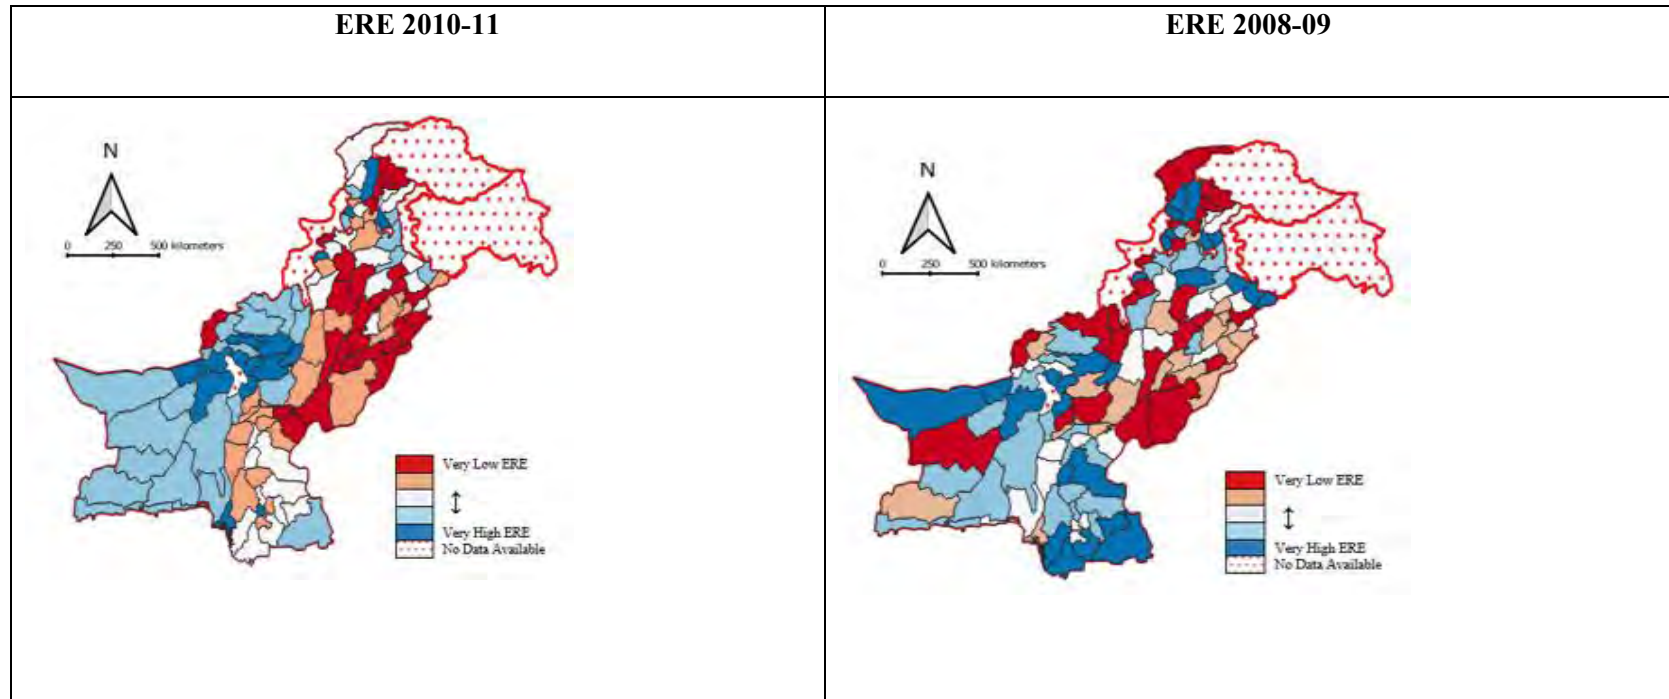 ERE 2010-11
ERE 2008-09
N
0 250 500 kilometers
Very Low ERE
↕
Very High ERE
No Data Available
N
0 250 500 kilometers
Very Low ERE
↕
Very High ERE
No Data Available